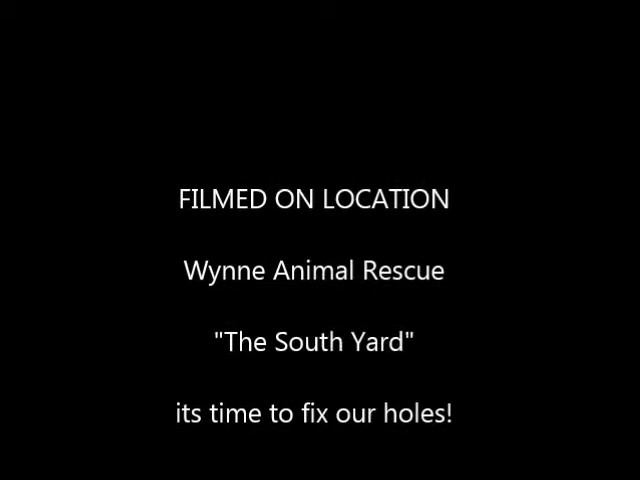 FILMED ON LOCATION
Wynne Animal Rescue
"The South Yard"
its time to fix our holes!